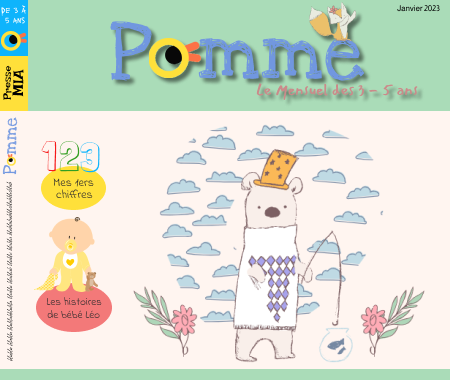 DE 3 À
5 ANS
Janvier 2023
Pomme
Le Mensuel des 3 - 5 ans
Presse
MIA
Pomme
123
Mes 1ers
chiffres
Les histoires
de bébé Léo